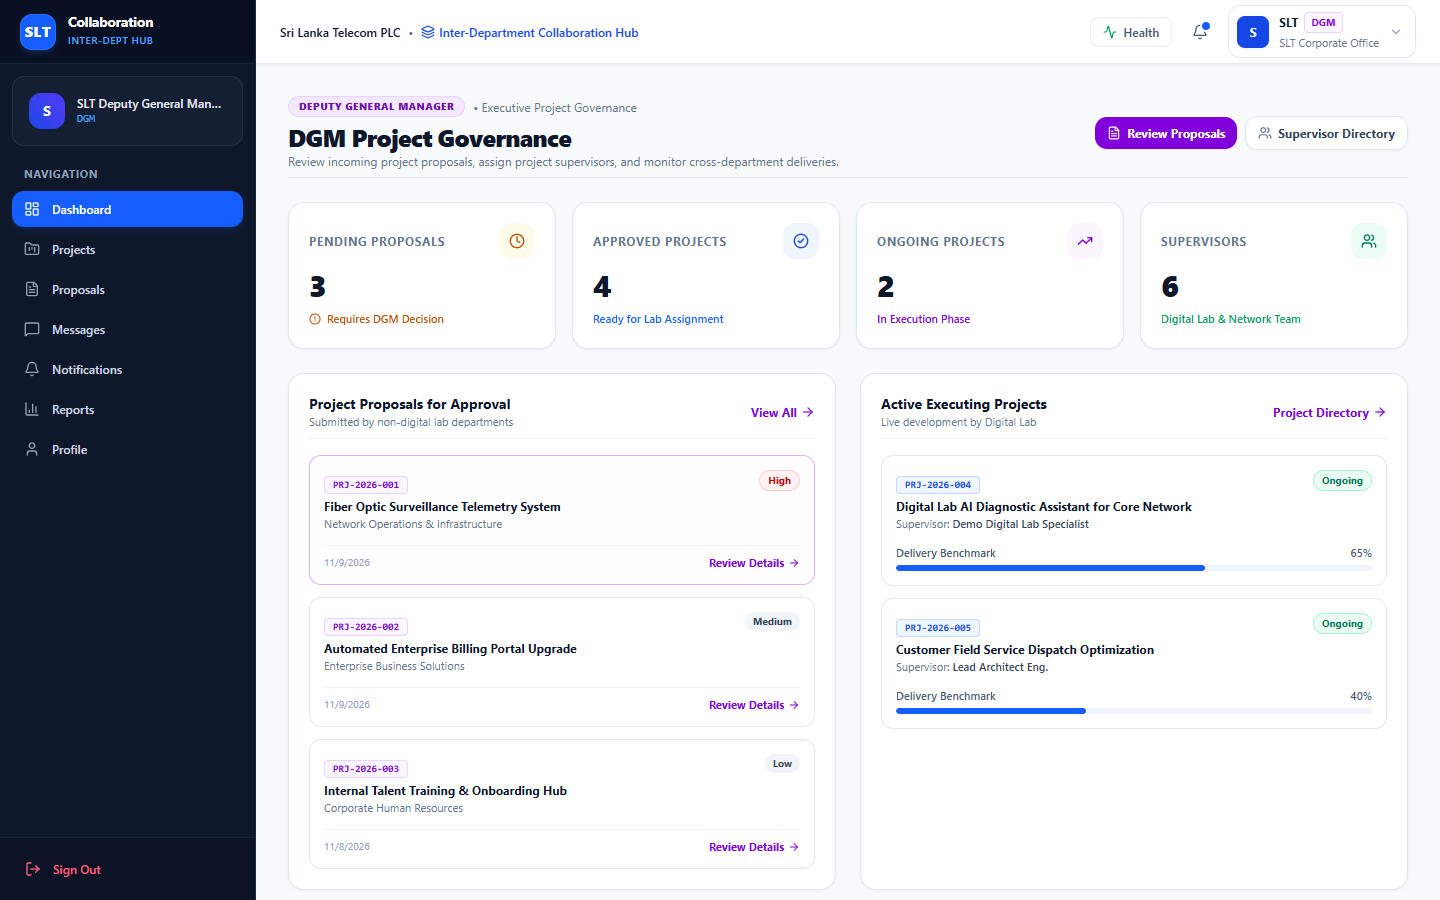 SLT
Collaboration
INTER-DEPT HUB
S
SLT Deputy General Man...
DGM
NAVIGATION
Dashboard
Projects
Proposals
Messages
Notifications
Reports
Profile
Sign Out
Sri Lanka Telecom PLC • Inter-Department Collaboration Hub
Health
S
SLT DGM
SLT Corporate Office
DEPUTY GENERAL MANAGER • Executive Project Governance
DGM Project Governance
Review incoming project proposals, assign project supervisors, and monitor cross-department deliveries.
Review Proposals
Supervisor Directory
PENDING PROPOSALS
3
Requires DGM Decision
APPROVED PROJECTS
4
Ready for Lab Assignment
ONGOING PROJECTS
2
In Execution Phase
SUPERVISORS
6
Digital Lab & Network Team
Project Proposals for Approval
Submitted by non-digital lab departments
View All
PRJ-2026-001
High
Fiber Optic Surveillance Telemetry System
Network Operations & Infrastructure
11/9/2026
Review Details
PRJ-2026-002
Medium
Automated Enterprise Billing Portal Upgrade
Enterprise Business Solutions
11/9/2026
Review Details
PRJ-2026-003
Low
Internal Talent Training & Onboarding Hub
Corporate Human Resources
11/8/2026
Review Details
Active Executing Projects
Live development by Digital Lab
Project Directory
PRJ-2026-004
Ongoing
Digital Lab AI Diagnostic Assistant for Core Network
Supervisor: Demo Digital Lab Specialist
Delivery Benchmark
65%
PRJ-2026-005
Ongoing
Customer Field Service Dispatch Optimization
Supervisor: Lead Architect Eng.
Delivery Benchmark
40%